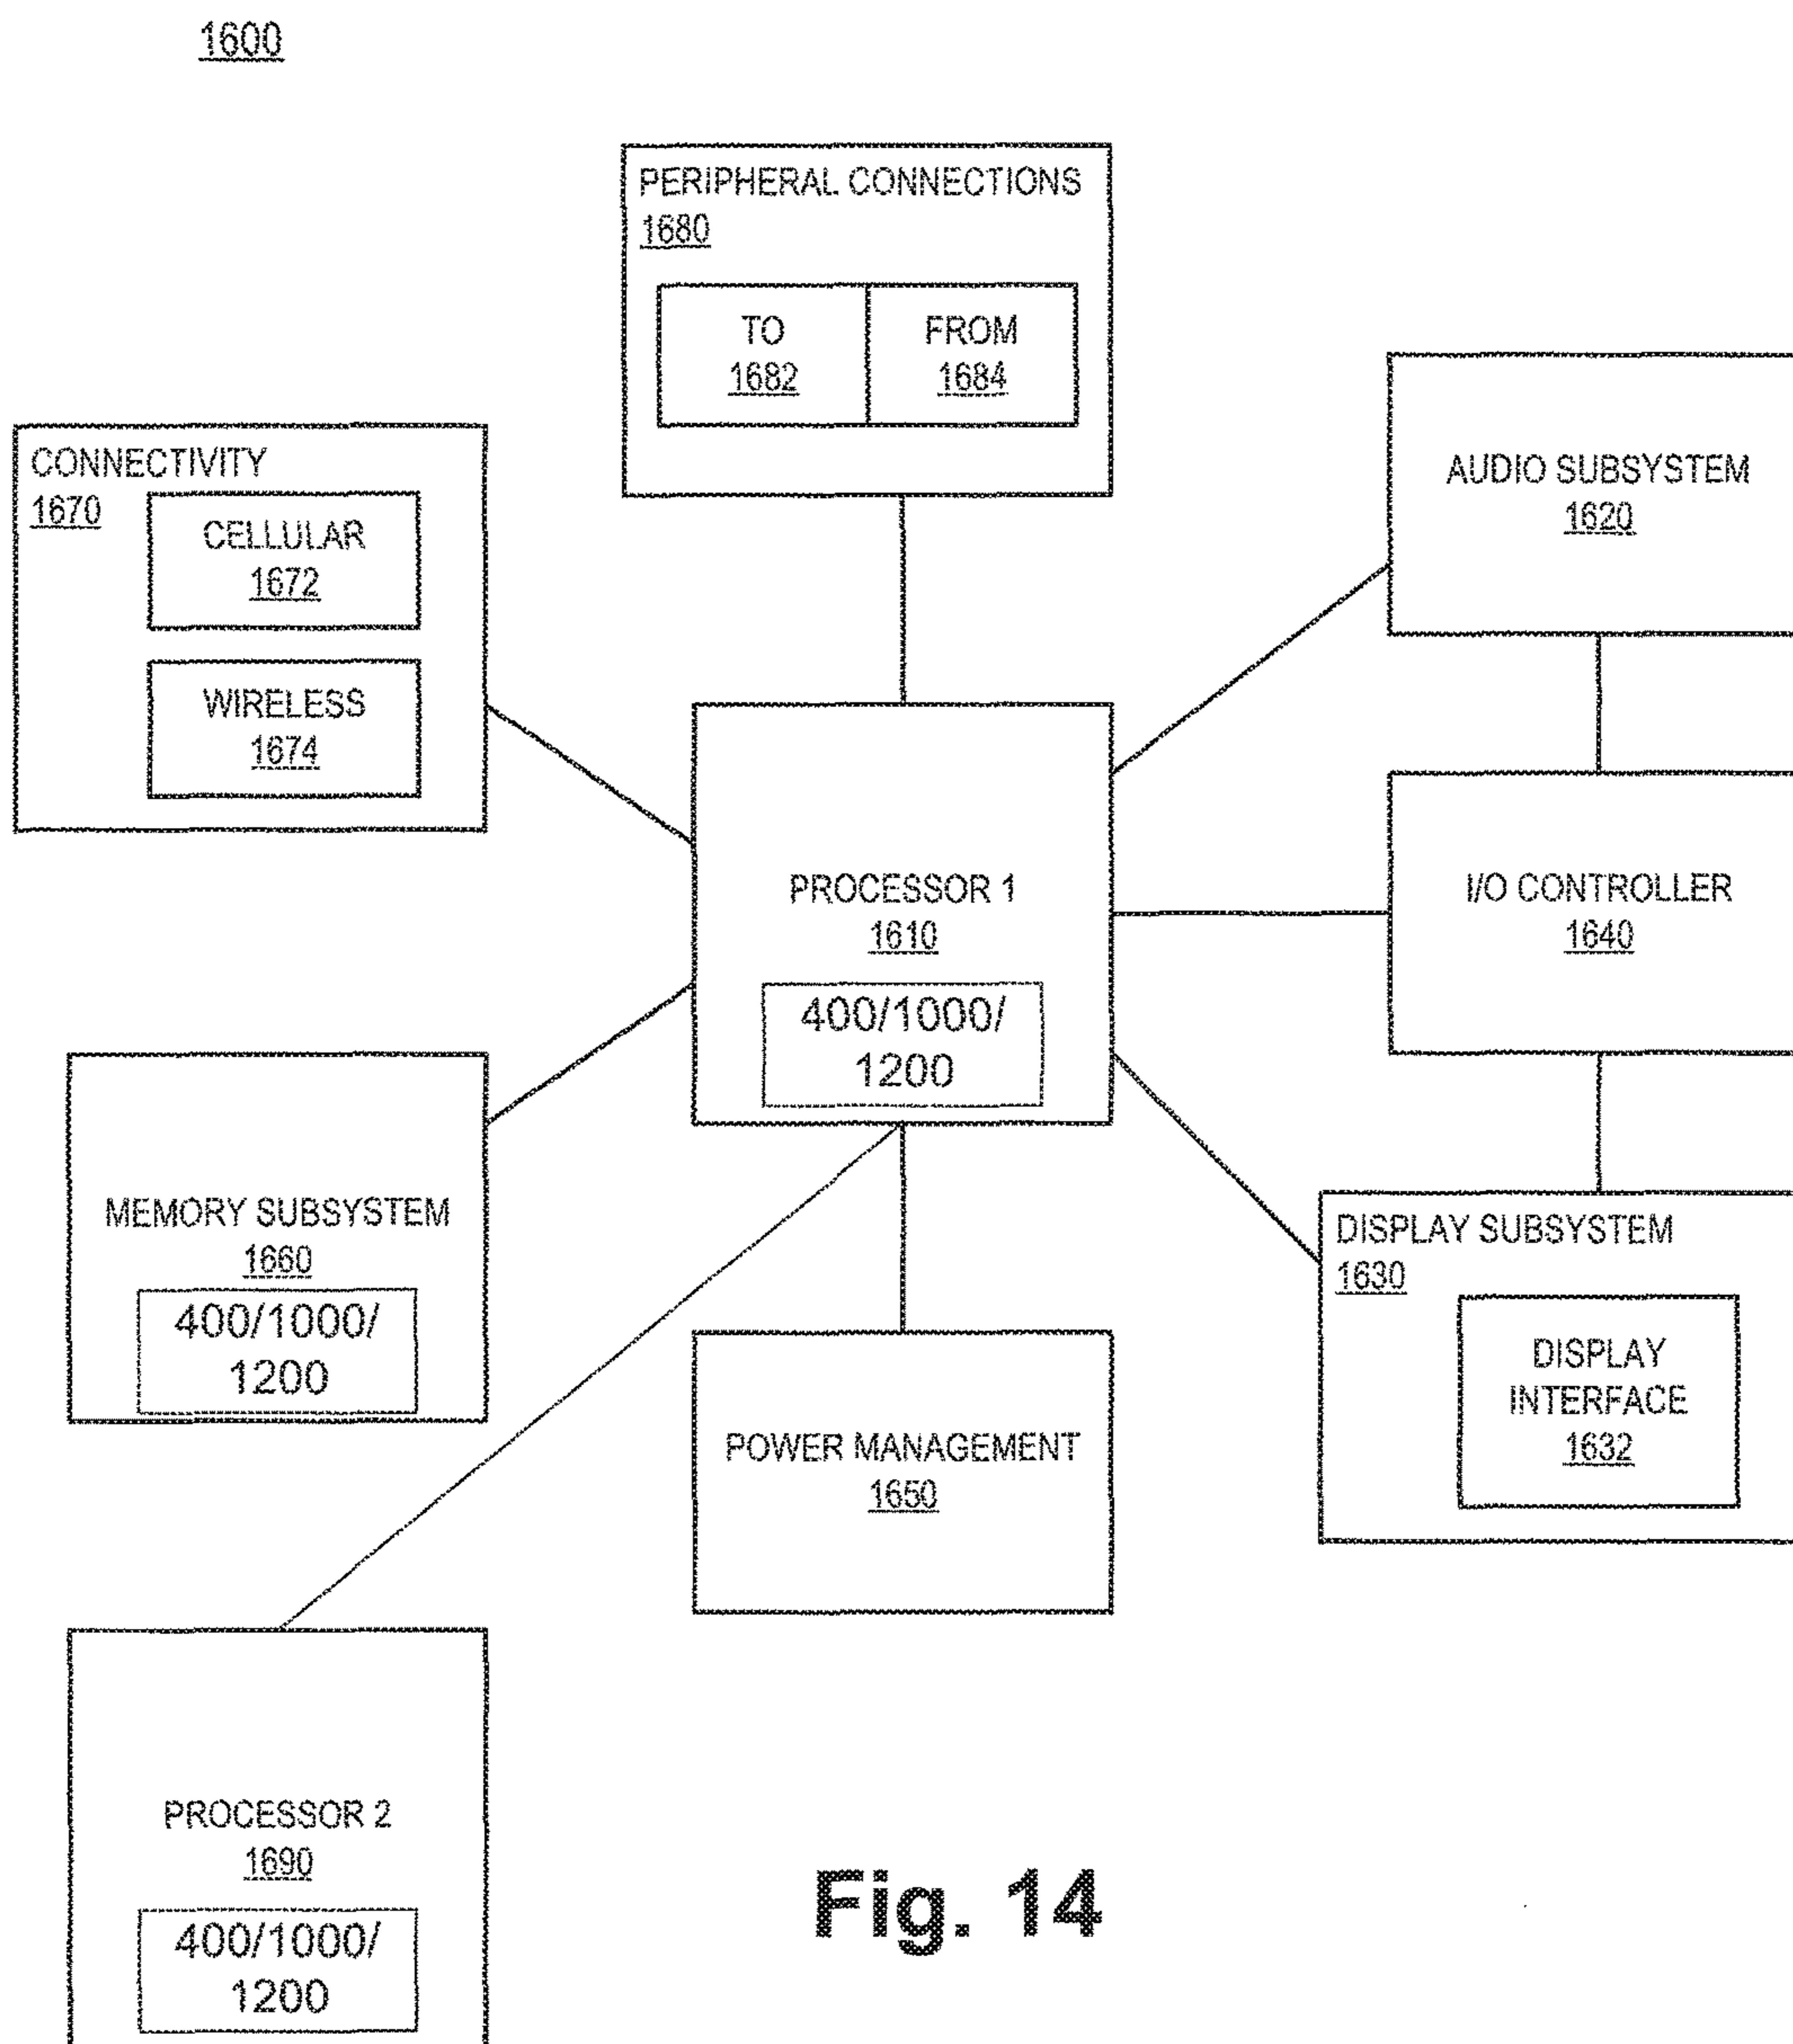 1600
PERIPHERAL CONNECTIONS
1680
TO
1682
FROM
1684
CONNECTIVITY
1670
CELLULAR
1672
WIRELESS
1674
AUDIO SUBSYSTEM
1620
PROCESSOR 1
1610
400/1000/
1200
I/O CONTROLLER
1640
MEMORY SUBSYSTEM
1660
400/1000/
1200
DISPLAY SUBSYSTEM
1630
DISPLAY
INTERFACE
1632
POWER MANAGEMENT
1650
PROCESSOR 2
1690
400/1000/
1200
Fig. 14